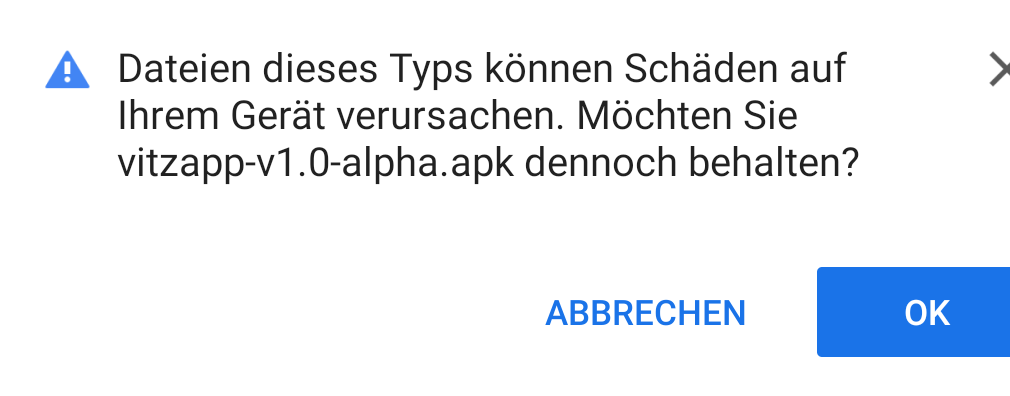 Dateien dieses Typs können Schäden auf
Ihrem Gerät verursachen. Möchten Sie
vitzapp-v1.0-alpha.apk dennoch behalten?
ABBRECHEN
OK